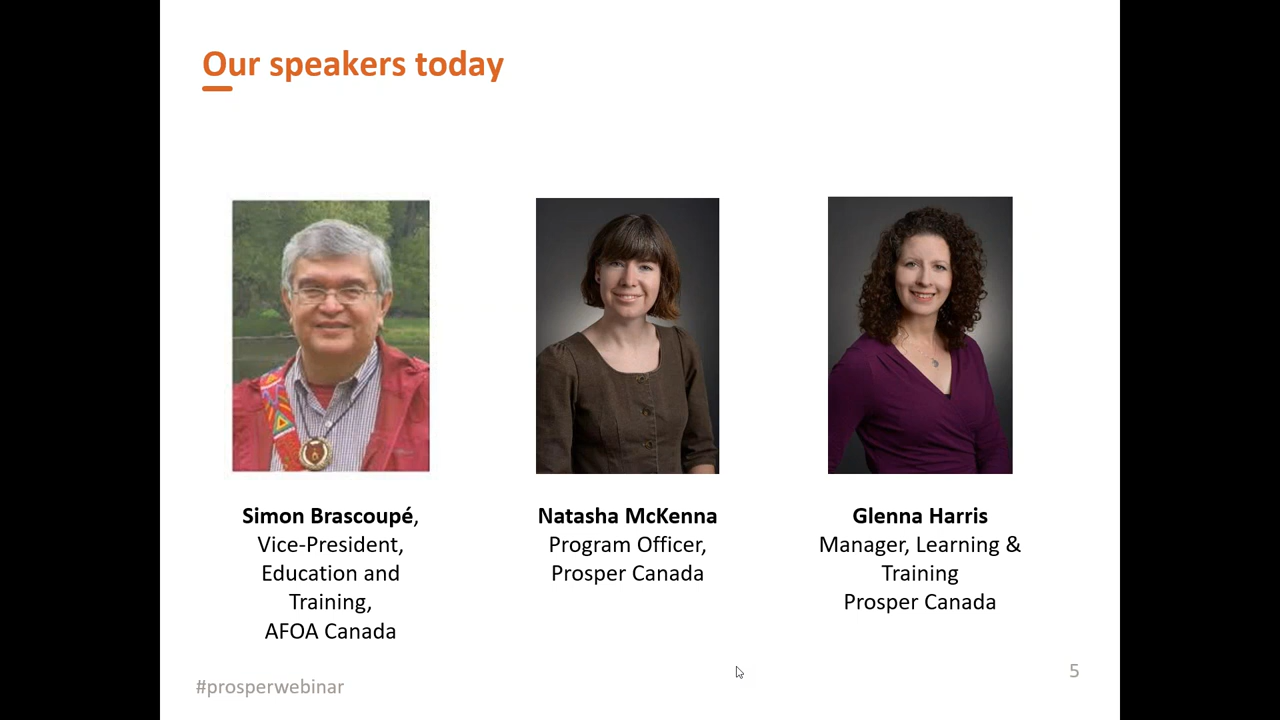 Our speakers today
Simon Brascoupé,
Vice-President,
Education and
Training,
AFOA Canada
Natasha McKenna
Program Officer,
Prosper Canada
Glenna Harris
Manager, Learning &
Training
Prosper Canada
#prosperwebinar
5